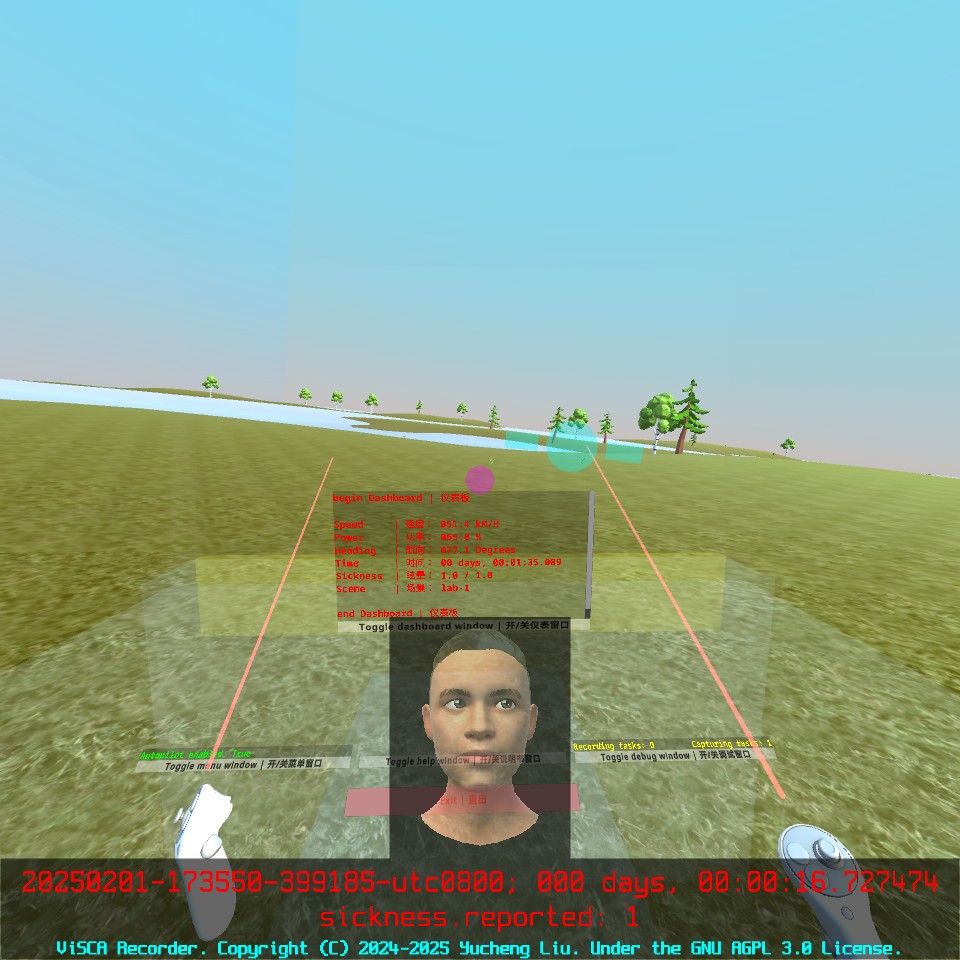 begin Dashboard | 仪表板
Speed | 速度： 051.4 km/h
Power | 功率： 065.0 %
Heading | 航向： 077.1 Degrees
Time | 时间： 00 days, 00:01:35.089
Sickness | 眩晕： 1.0 / 1.0
Scene | 场景： lab-1
end Dashboard | 仪表板
Toggle dashboard window | 开/关仪表窗口
Autopilot enabled: True
Toggle menu window | 开/关菜单窗口
Toggle help window | 开/关说明书窗口
Recording tasks: 0 Capturing tasks: 1
Toggle debug window | 开/关调试窗口
Exit | 退出
20250201-173550-399185-utc0800; 000 days, 00:00:16.727474
sickness.reported: 1
ViSCA Recorder. Copyright (C) 2024-2025 Yucheng Liu. Under the GNU AGPL 3.0 License.